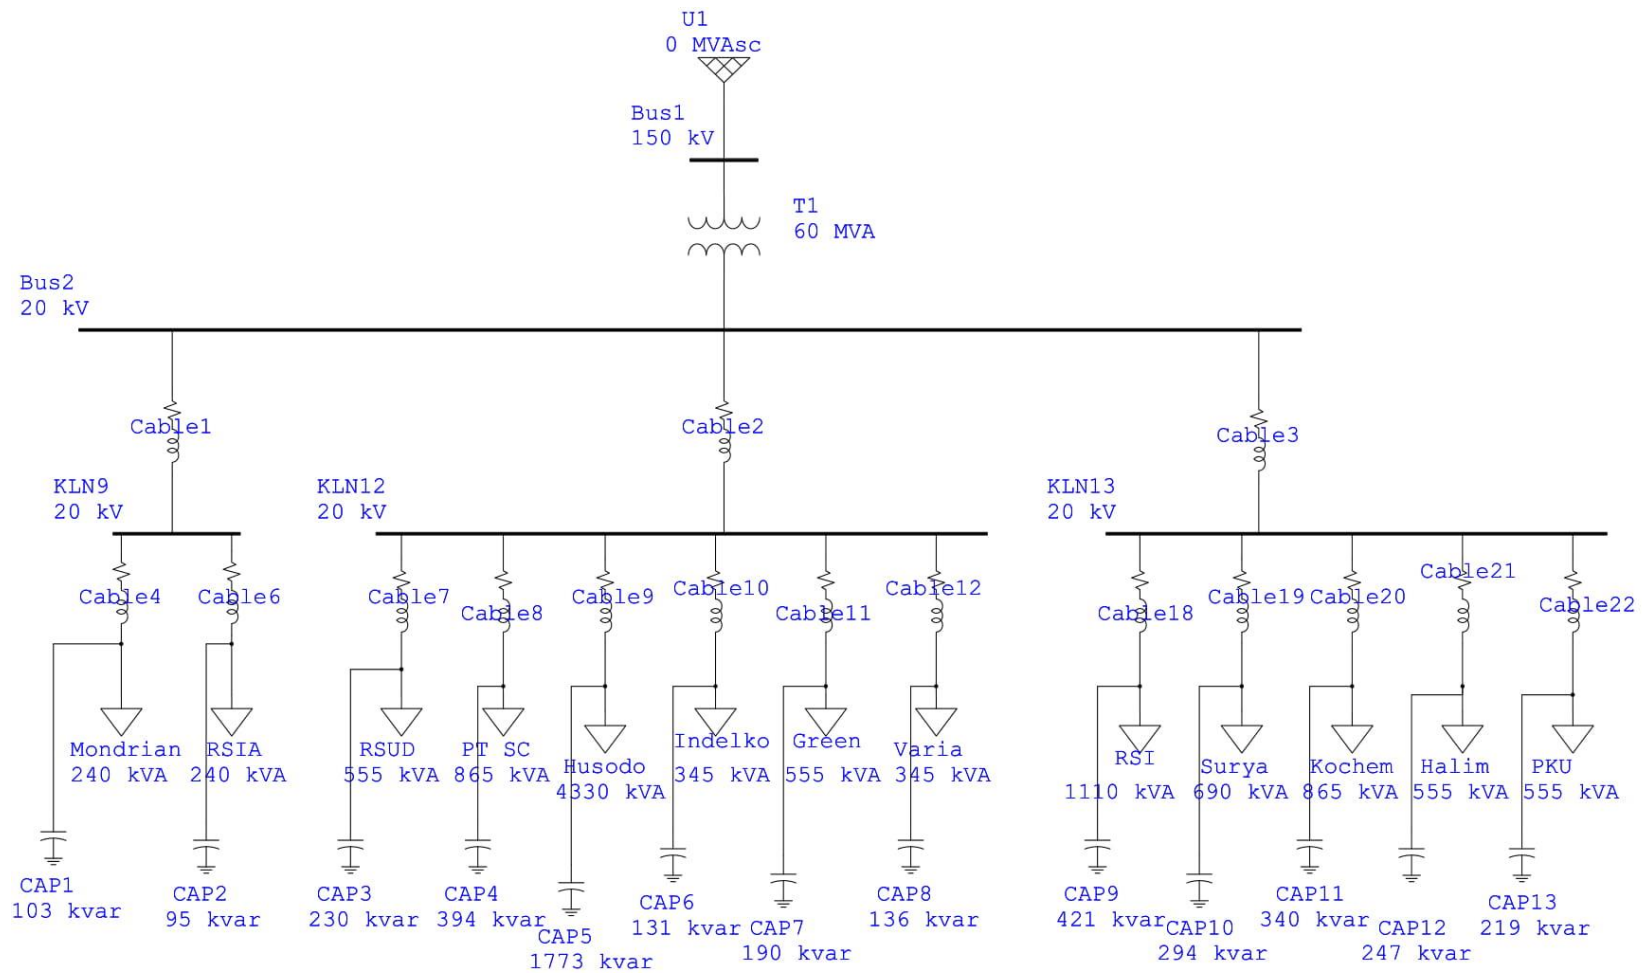 U1
0 MVAsc
Bus1
150 kV
T1
60 MVA
Bus2
20 kV
Cable1
Cable2
Cable3
KLN9
20 kV
KLN12
20 kV
KLN13
20 kV
Cable4
Cable6
Cable7
Cable8
Cable9
Cable10
Cable11
Cable12
Cable18
Cable19
Cable20
Cable21
Cable22
Mondrian
240 kVA
RSIA
240 kVA
RSUD
555 kVA
PT SC
865 kVA
Husodo
4330 kVA
Indelko
345 kVA
Green
555 kVA
Varia
345 kVA
RSI
1110 kVA
Surya
690 kVA
Kochem
865 kVA
Halim
555 kVA
PKU
555 kVA
CAP1
103 kvar
CAP2
95 kvar
CAP3
230 kvar
CAP4
394 kvar
CAP5
1773 kvar
CAP6
131 kvar
CAP7
190 kvar
CAP8
136 kvar
CAP9
421 kvar
CAP10
294 kvar
CAP11
340 kvar
CAP12
247 kvar
CAP13
219 kvar